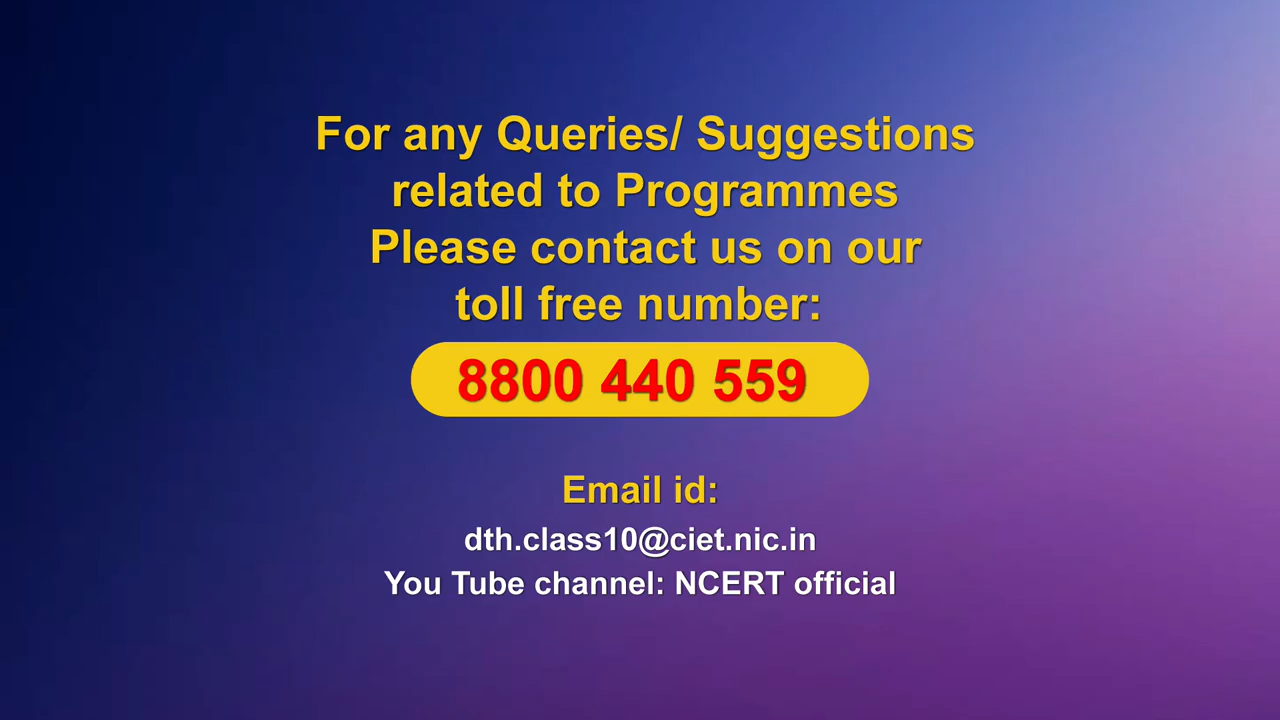 For any Queries/ Suggestions
related to Programmes
Please contact us on our
toll free number:
8800 440 559
Email id:
dth.class10@ciet.nic.in
You Tube channel: NCERT official